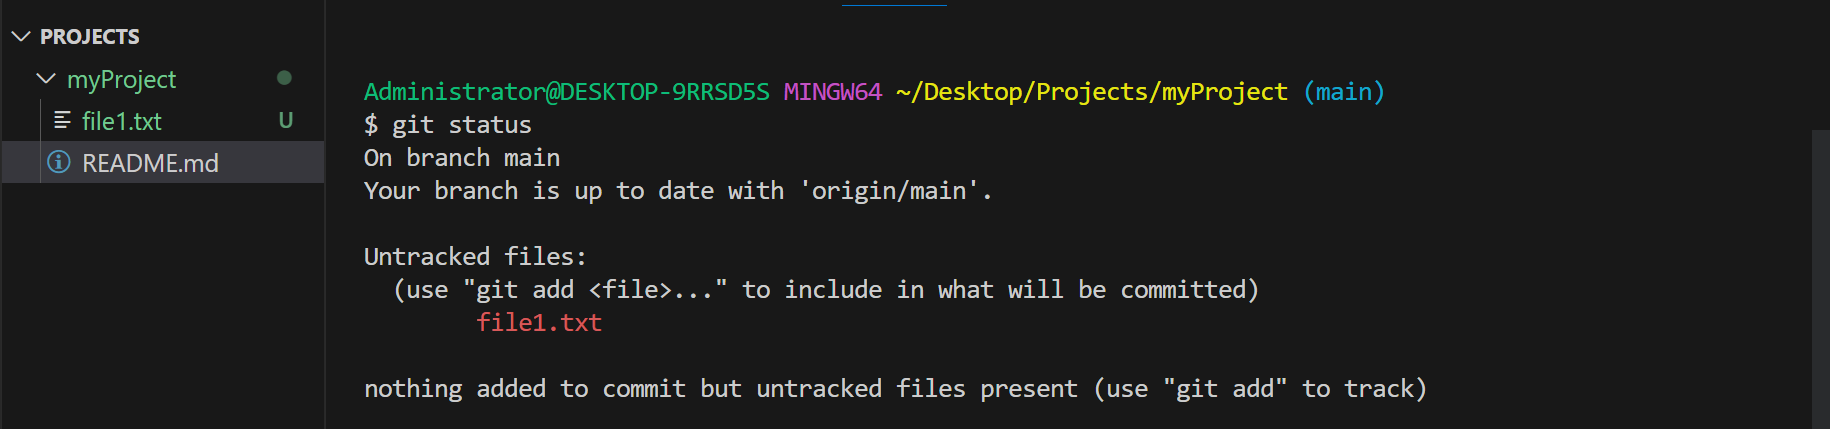 PROJECTS
myProject
file1.txt U
README.md
Administrator@DESKTOP-9RRSD5S MINGW64 ~/Desktop/Projects/myProject (main)
$ git status
On branch main
Your branch is up to date with 'origin/main'.
Untracked files:
(use "git add <file>..." to include in what will be committed)
file1.txt
nothing added to commit but untracked files present (use "git add" to track)